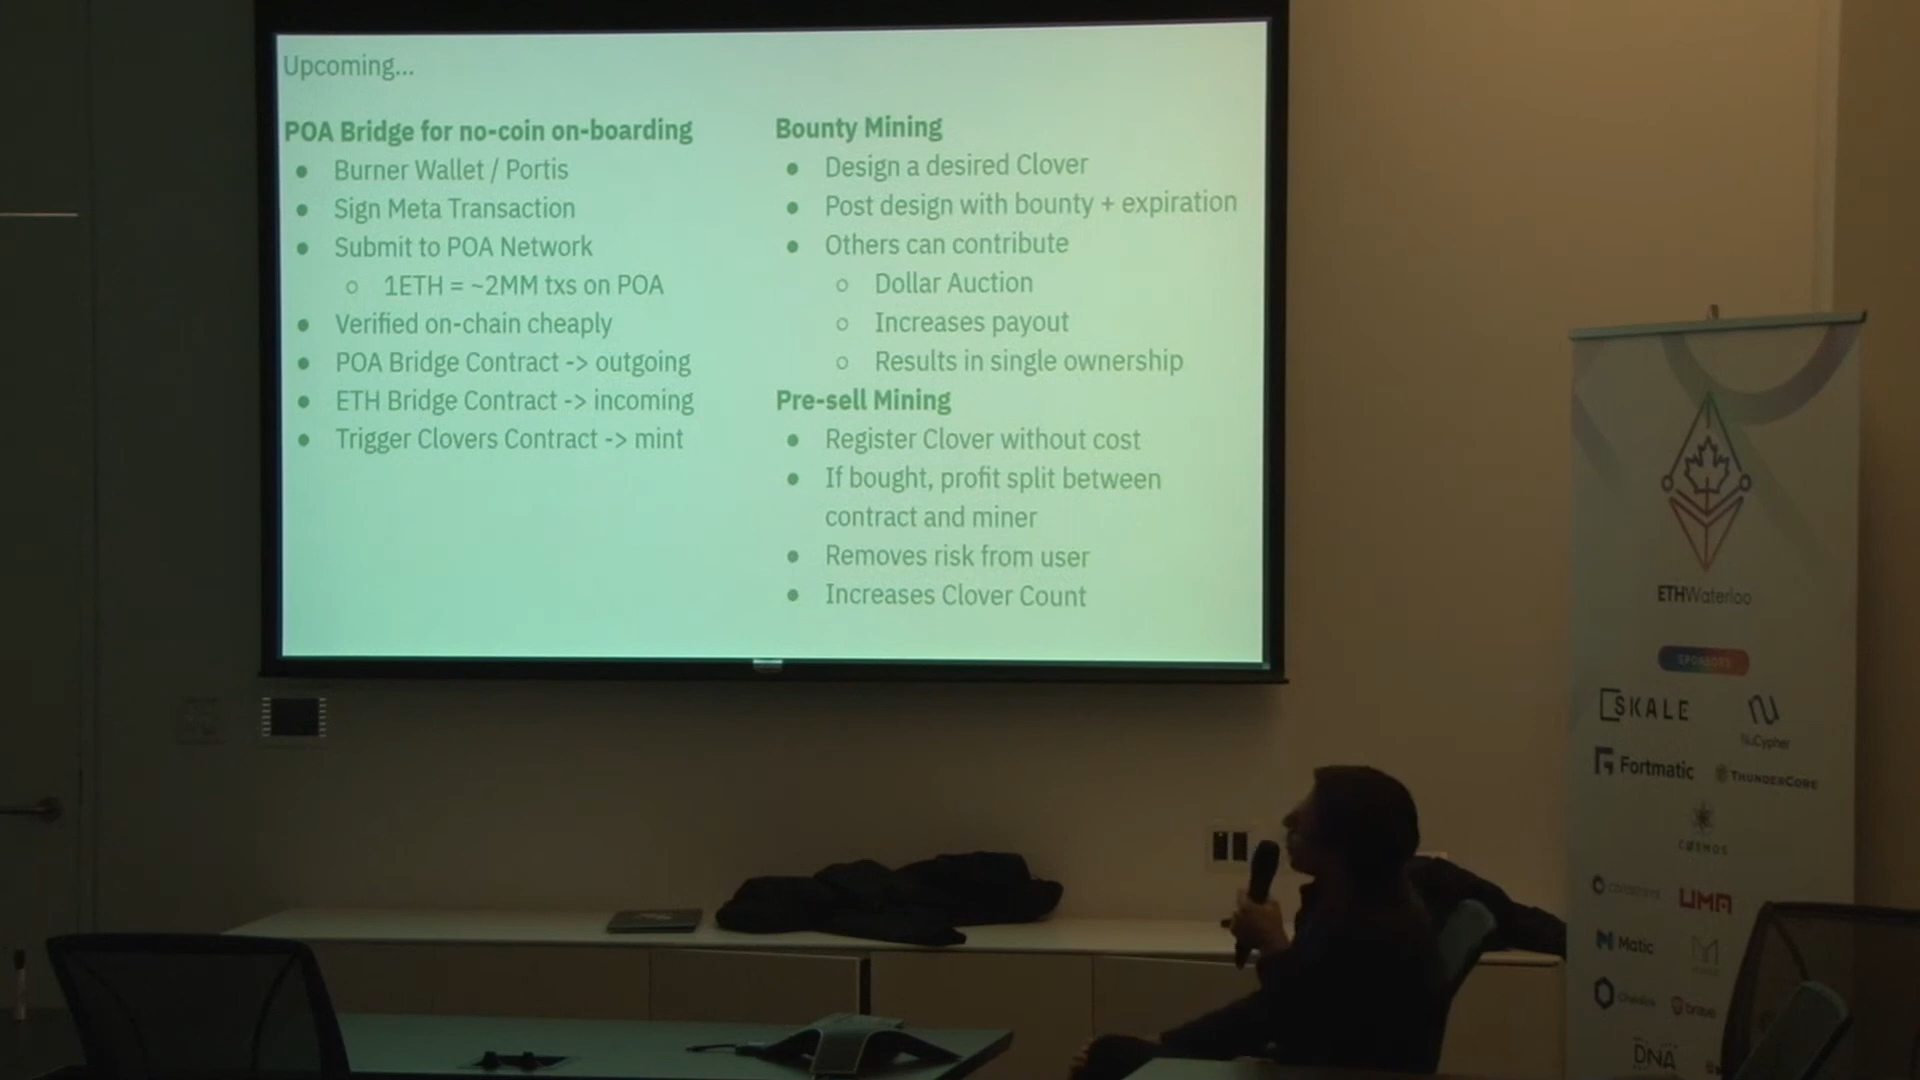 Upcoming...
POA Bridge for no-coin on-boarding
Burner Wallet / Portis
Sign Meta Transaction
Submit to POA Network
1ETH = ~2MM txs on POA
Verified on-chain cheaply
POA Bridge Contract -> outgoing
ETH Bridge Contract -> incoming
Trigger Clovers Contract -> mint
Bounty Mining
Design a desired Clover
Post design with bounty + expiration
Others can contribute
Dollar Auction
Increases payout
Results in single ownership
Pre-sell Mining
Register Clover without cost
If bought, profit split between
contract and miner
Removes risk from user
Increases Clover Count
ETHWaterloo
SPONSORS
SKALE
NuCypher
Fortmatic
THUNDERCORE
COSMOS
UMA
Matic
brave
DNA